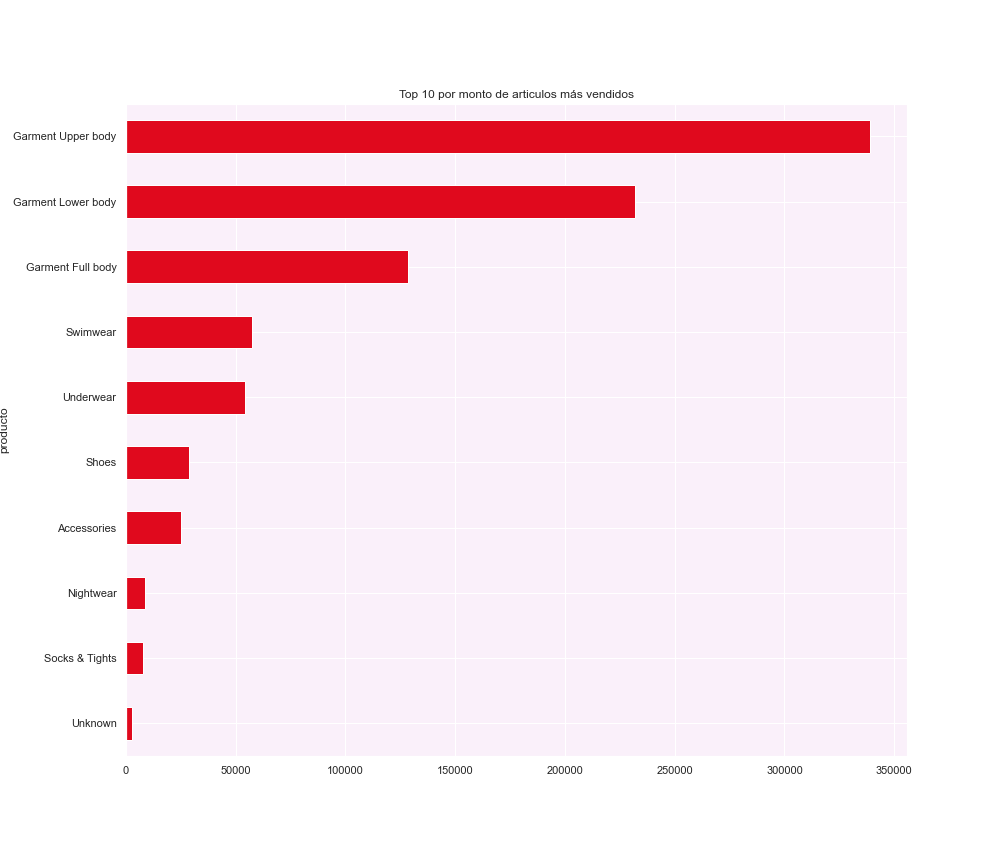 Top 10 por monto de articulos más vendidos
Garment Upper body
Garment Lower body
Garment Full body
Swimwear
Underwear
Shoes
Accessories
Nightwear
Socks & Tights
Unknown
producto
0 50000 100000 150000 200000 250000 300000 350000